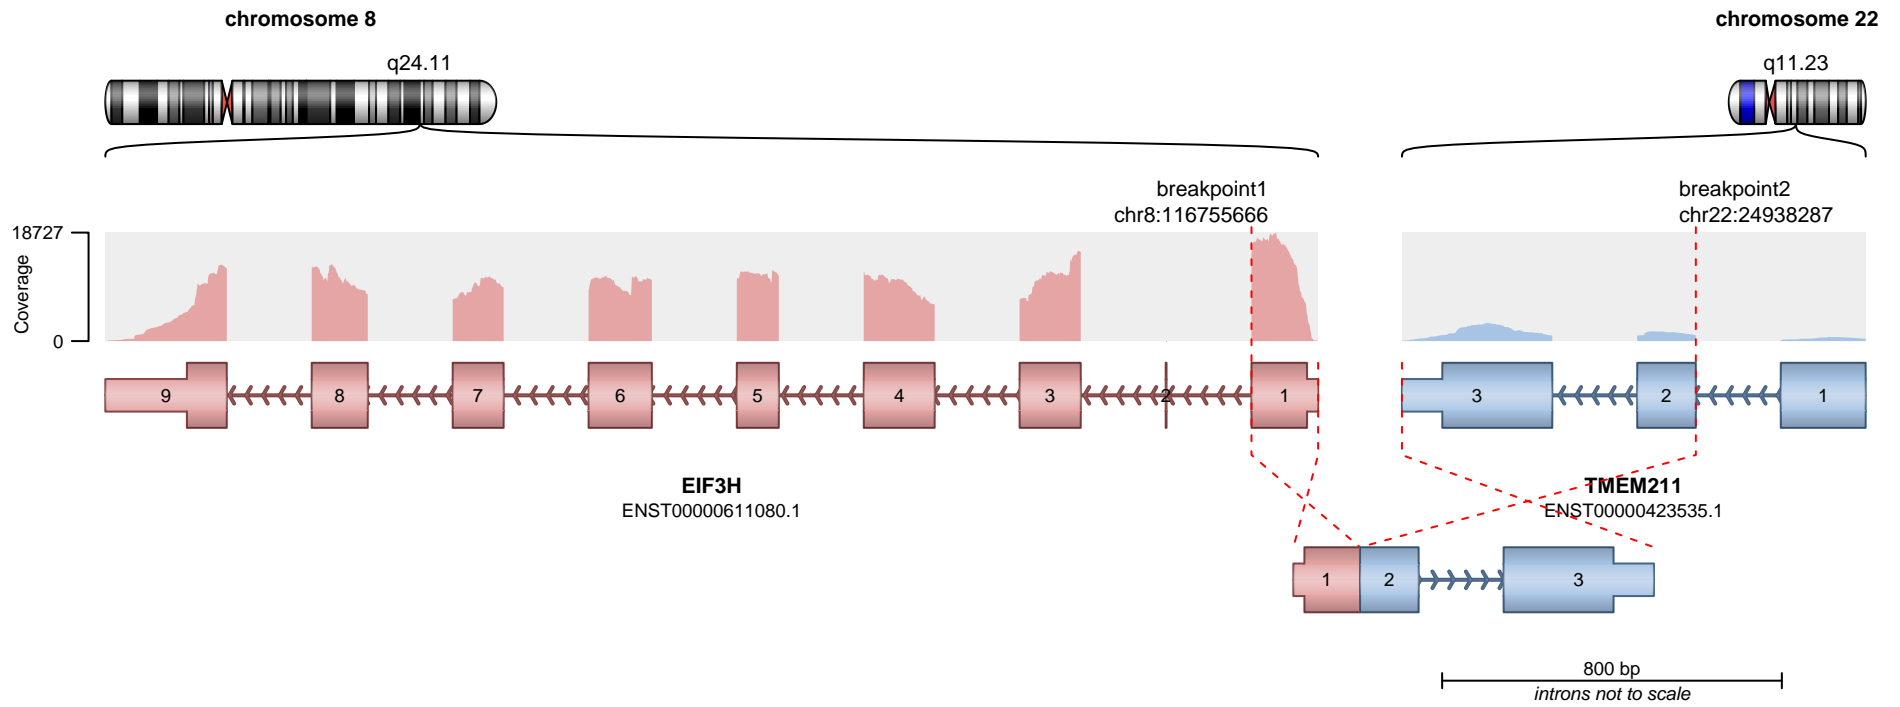 chromosome 8
chromosome 22
q24.11
q11.23
breakpoint1
chr8:116755666
breakpoint2
chr22:24938287
18727
Coverage
0
9 8 7 6 5 4 3 2 1
3 2 1
EIF3H
ENST00000611080.1
TMEM211
ENST00000423535.1
1 2 3
800 bp
introns not to scale